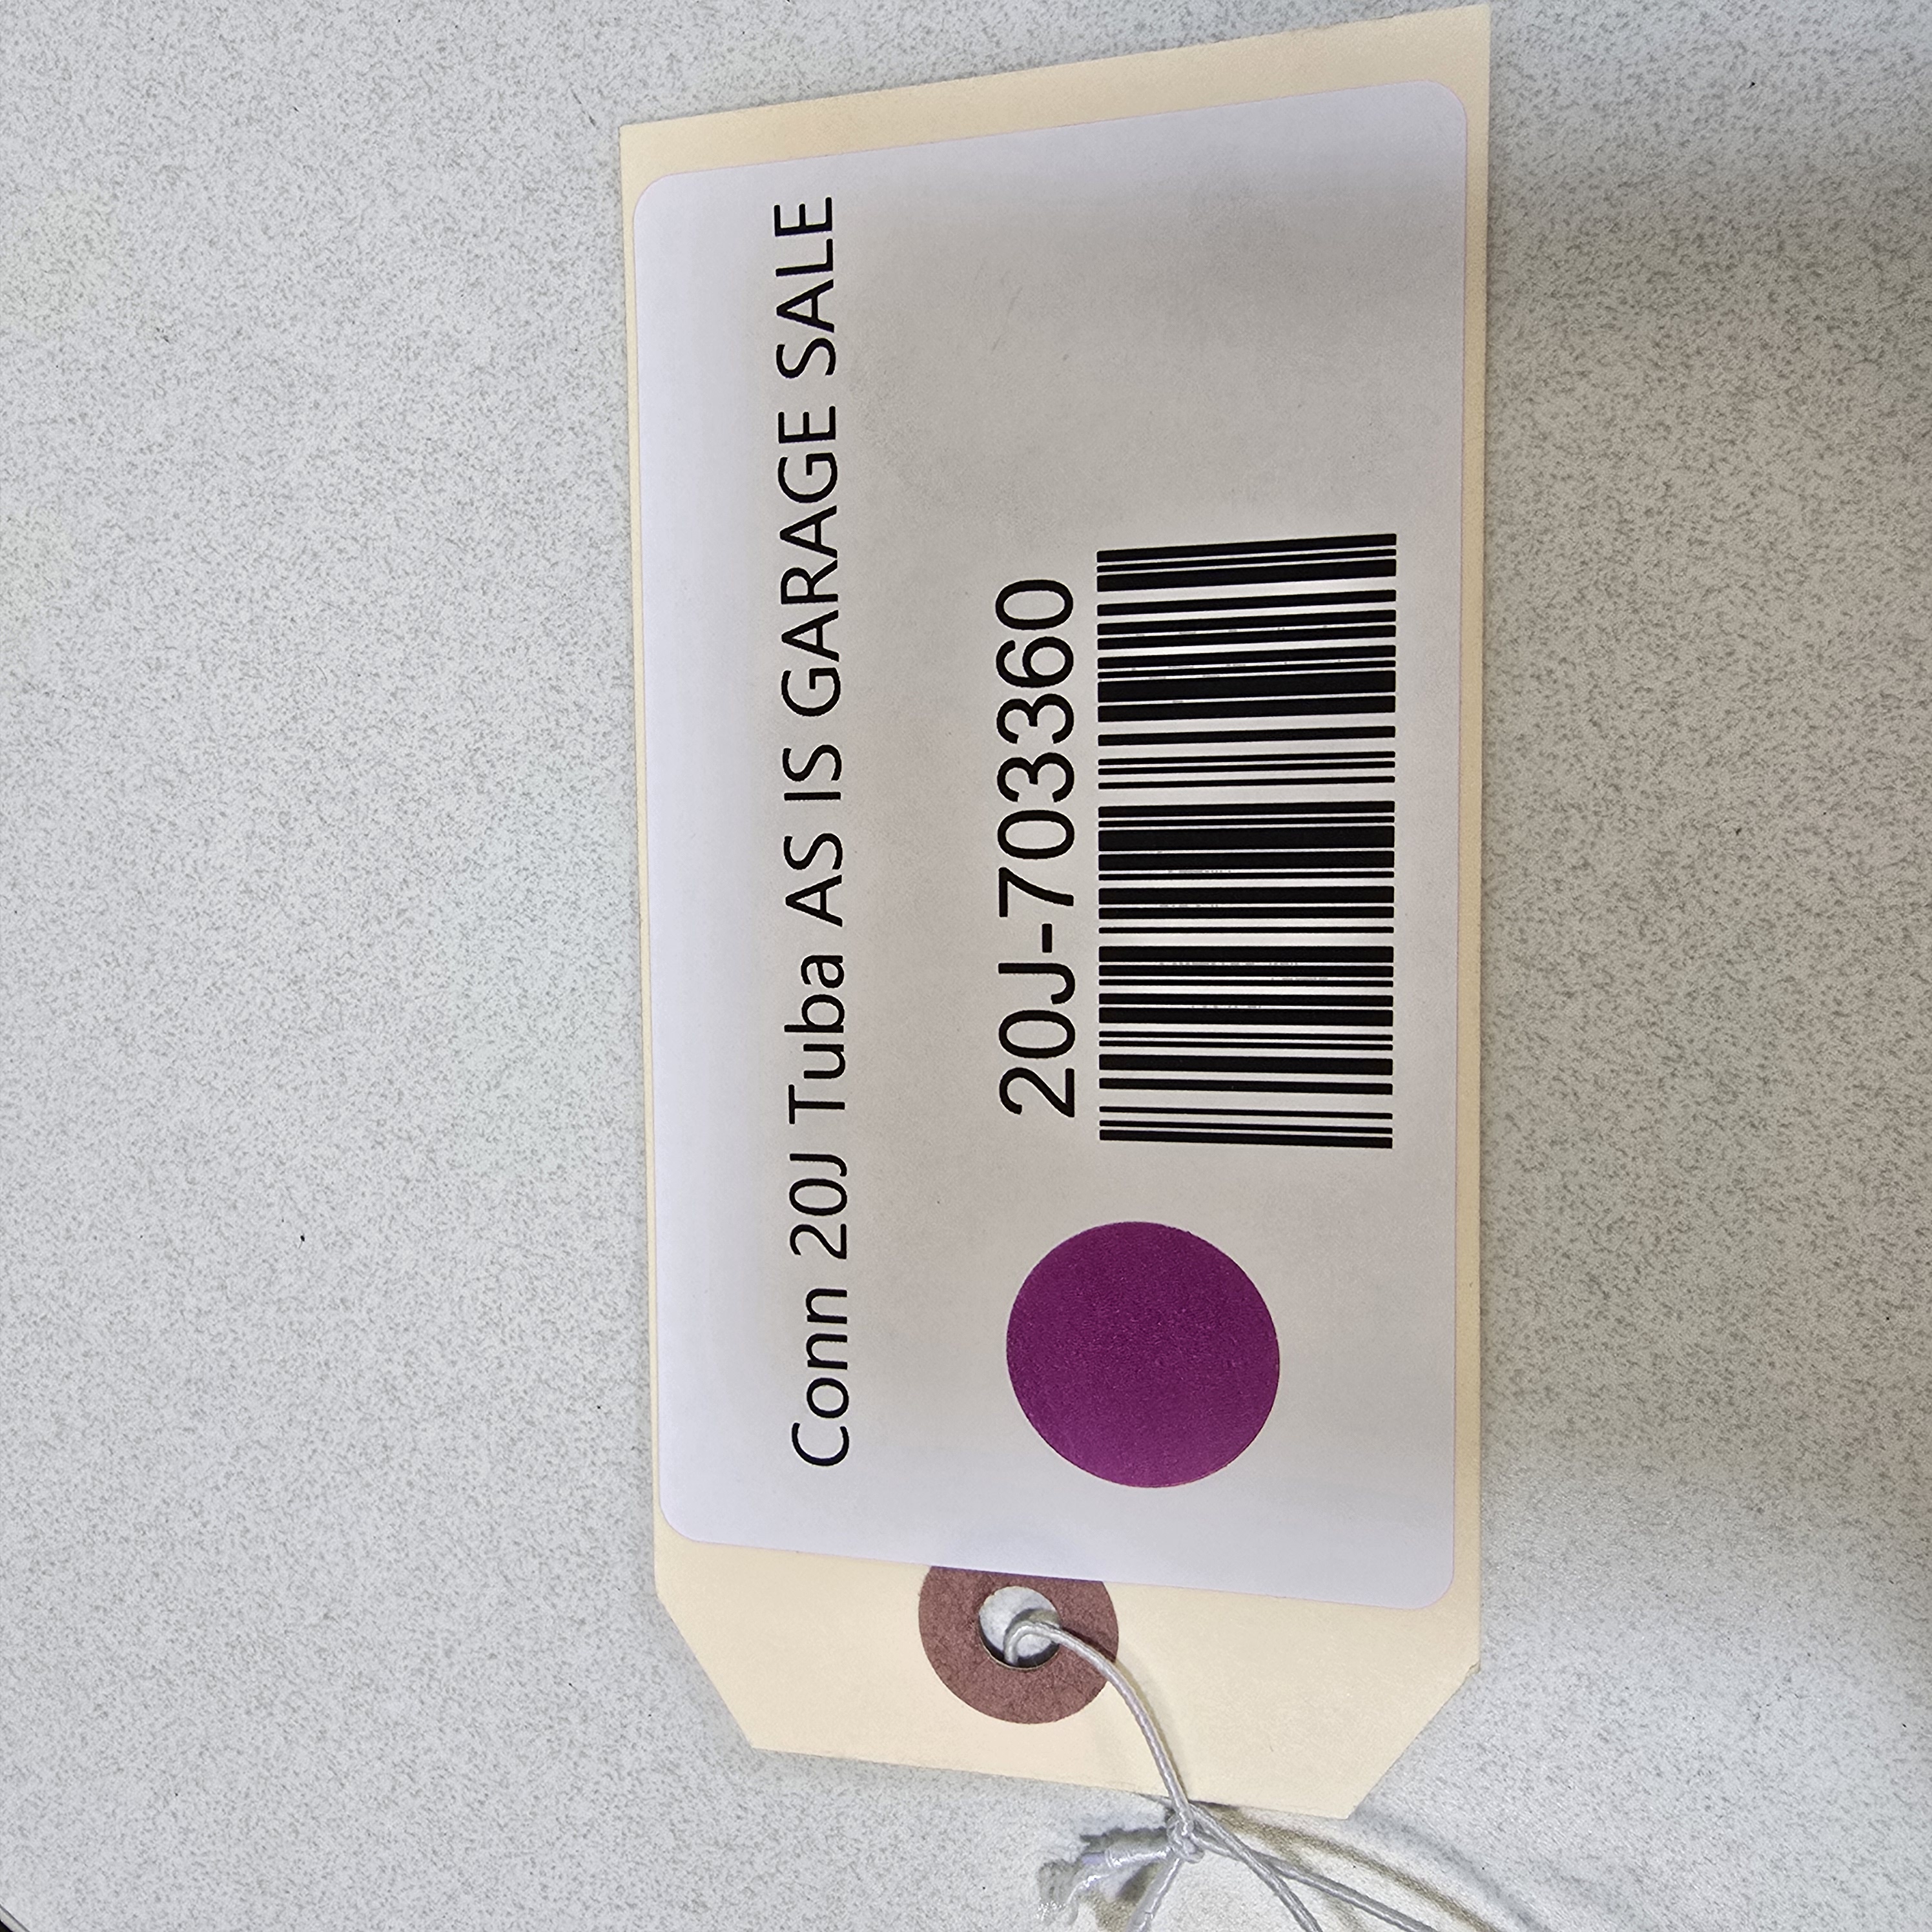 Conn 20J Tuba AS IS GARAGE SALE
20J-703360